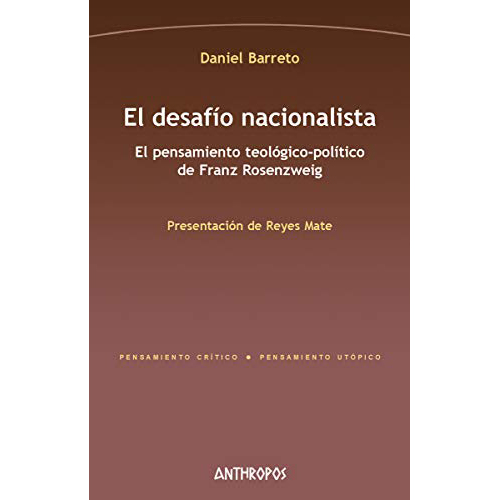 Daniel Barreto
El desafío nacionalista
El pensamiento teológico-político
de Franz Rosenzweig
Presentación de Reyes Mate
PENSAMIENTO CRÍTICO ● PENSAMIENTO UTÓPICO
ANTHROPOS